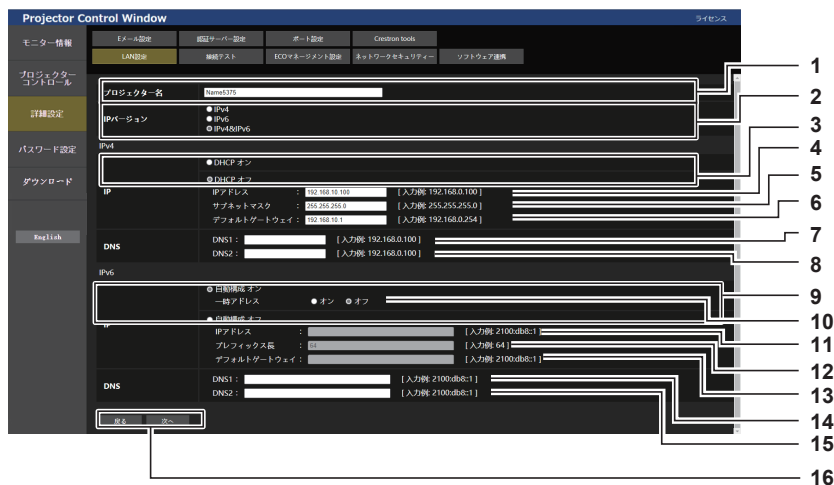 Projector Control Window
ライセンス
モニター情報
プロジェクター
コントロール
詳細設定
パスワード設定
ダウンロード
English
Eメール設定
認証サーバー設定
ポート設定
Crestron tools
LAN設定
接続テスト
ECOマネージメント設定
ネットワークセキュリティー
ソフトウェア連携
プロジェクター名 Name5375
IPバージョン
IPv4
IPv6
IPv4&IPv6
IPv4
DHCP オン
DHCP オフ
IP
IPアドレス : 192.168.10.100 [ 入力例: 192.168.0.100 ]
サブネットマスク : 255.255.255.0 [ 入力例: 255.255.255.0 ]
デフォルトゲートウェイ : 192.168.10.1 [ 入力例: 192.168.0.254 ]
DNS
DNS1 : [ 入力例: 192.168.0.100 ]
DNS2 : [ 入力例: 192.168.0.100 ]
IPv6
自動構成 オン
一時アドレス オン オフ
自動構成 オフ
IP
IPアドレス : [ 入力例: 2100:db8::1 ]
プレフィックス長 : 64 [ 入力例: 64 ]
デフォルトゲートウェイ : [ 入力例: 2100:db8::1 ]
DNS
DNS1 : [ 入力例: 2100:db8::1 ]
DNS2 : [ 入力例: 2100:db8::1 ]
戻る 次へ
1
2
3
4
5
6
7
8
9
10
11
12
13
14
15
16